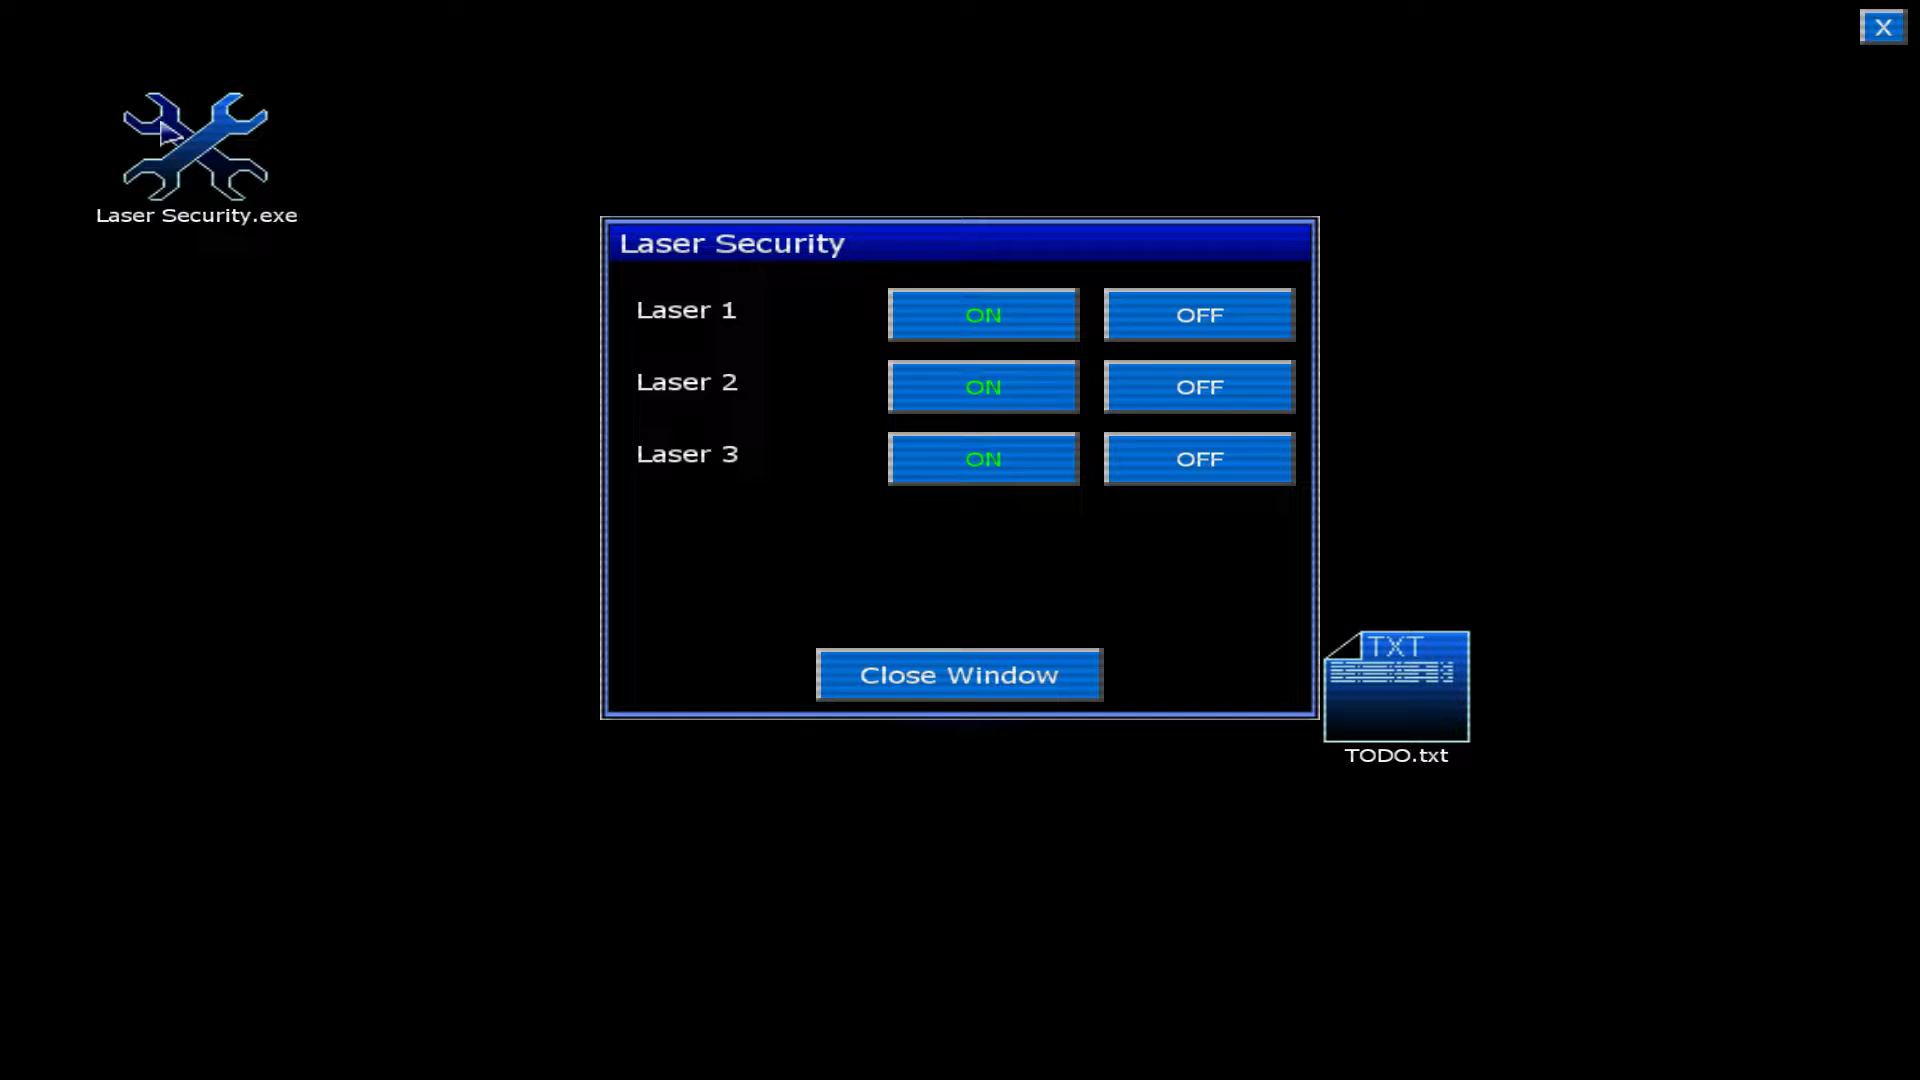 X
Laser Security.exe
Laser Security
Laser 1 ON OFF
Laser 2 ON OFF
Laser 3 ON OFF
Close Window
TXT
TODO.txt